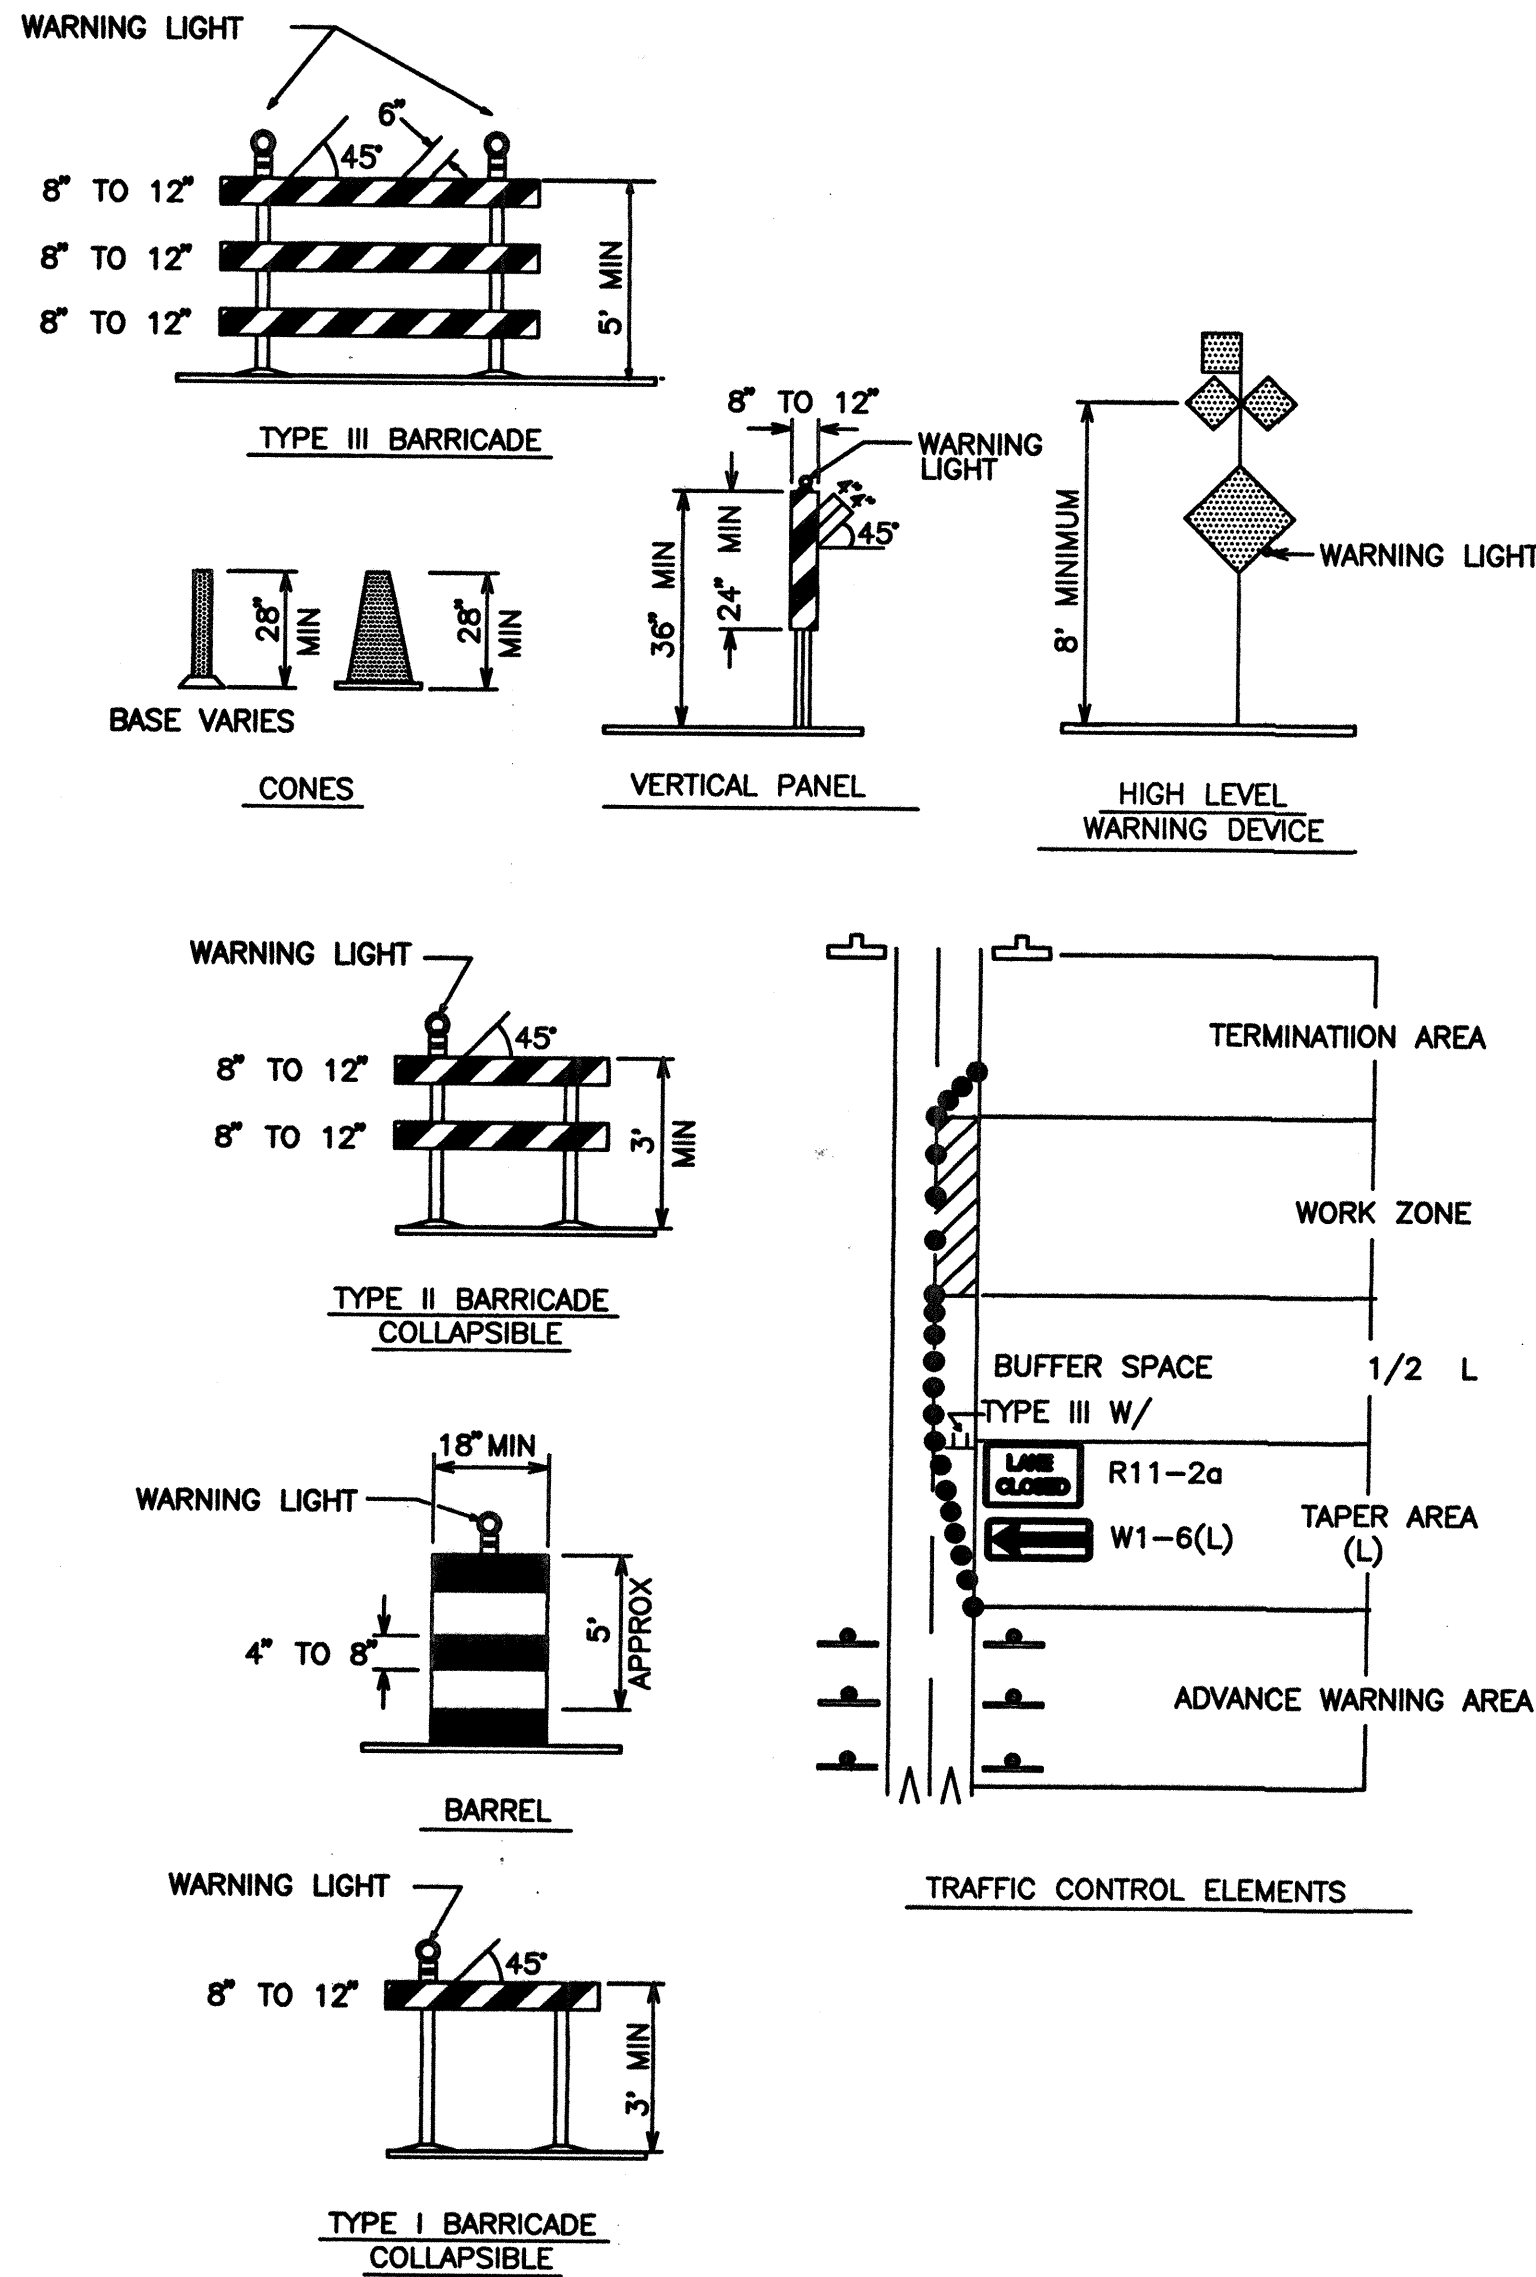 WARNING LIGHT
6"
45°
8" TO 12"
8" TO 12"
8" TO 12"
5' MIN
TYPE III BARRICADE
28"
MIN
28"
MIN
BASE VARIES
CONES
8" TO 12"
WARNING
LIGHT
4"
4"
45°
36" MIN
24" MIN
VERTICAL PANEL
8' MINIMUM
WARNING LIGHT
HIGH LEVEL
WARNING DEVICE
WARNING LIGHT
45°
8" TO 12"
8" TO 12"
3'
MIN
TYPE II BARRICADE
COLLAPSIBLE
18" MIN
WARNING LIGHT
4" TO 8"
5'
APPROX
BARREL
WARNING LIGHT
45°
8" TO 12"
3' MIN
TYPE I BARRICADE
COLLAPSIBLE
TERMINATIION AREA
WORK ZONE
BUFFER SPACE 1/2 L
TYPE III W/
LANE
CLOSED
R11-2a
W1-6(L)
TAPER AREA
(L)
ADVANCE WARNING AREA
TRAFFIC CONTROL ELEMENTS